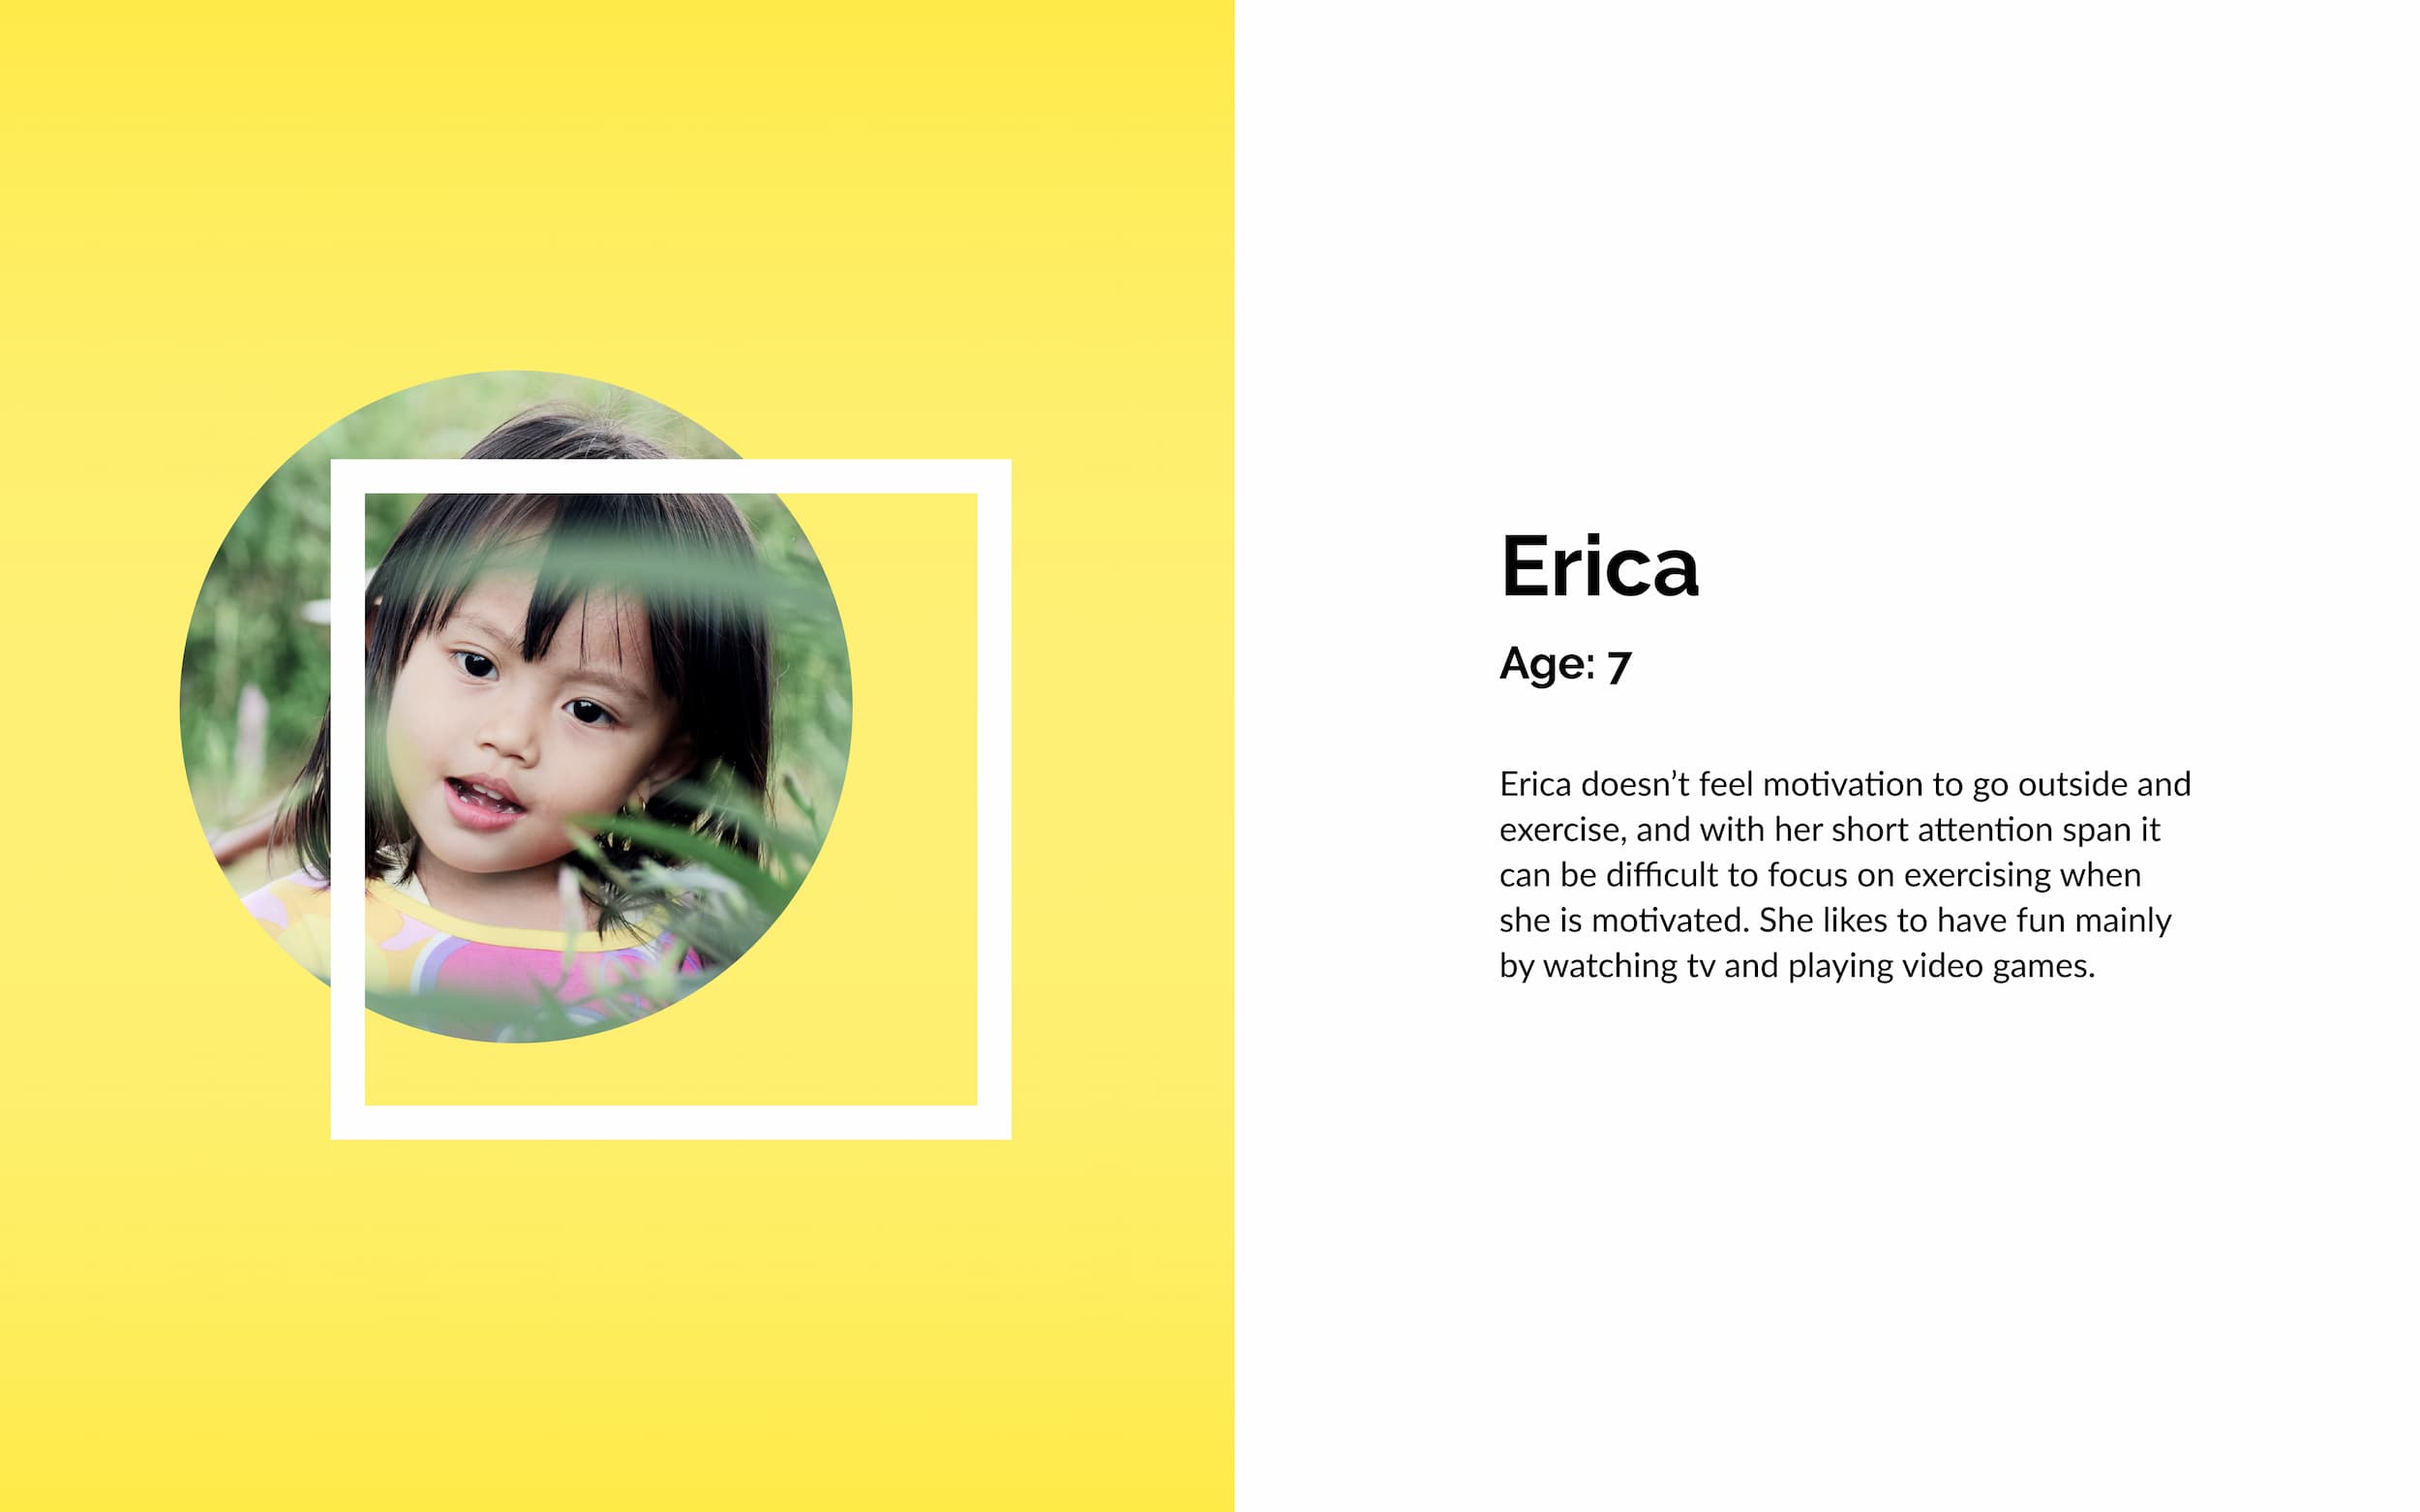 Erica
Age: 7
Erica doesn’t feel motivation to go outside and
exercise, and with her short attention span it
can be difficult to focus on exercising when
she is motivated. She likes to have fun mainly
by watching tv and playing video games.